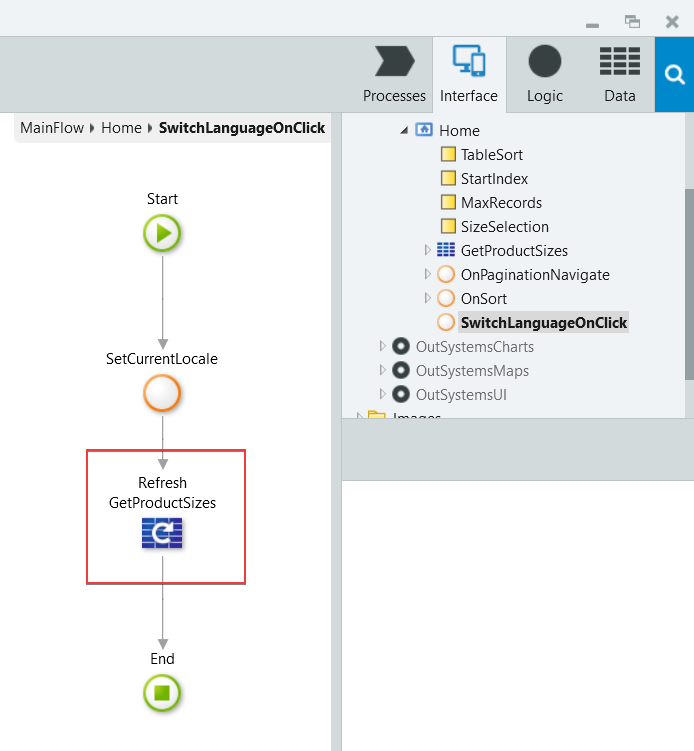 Processes
Interface
Logic
Data
MainFlow Home SwitchLanguageOnClick
Start
SetCurrentLocale
Refresh
GetProductSizes
End
Home
TableSort
StartIndex
MaxRecords
SizeSelection
GetProductSizes
OnPaginationNavigate
OnSort
SwitchLanguageOnClick
OutSystemsCharts
OutSystemsMaps
OutSystemsUI
Images